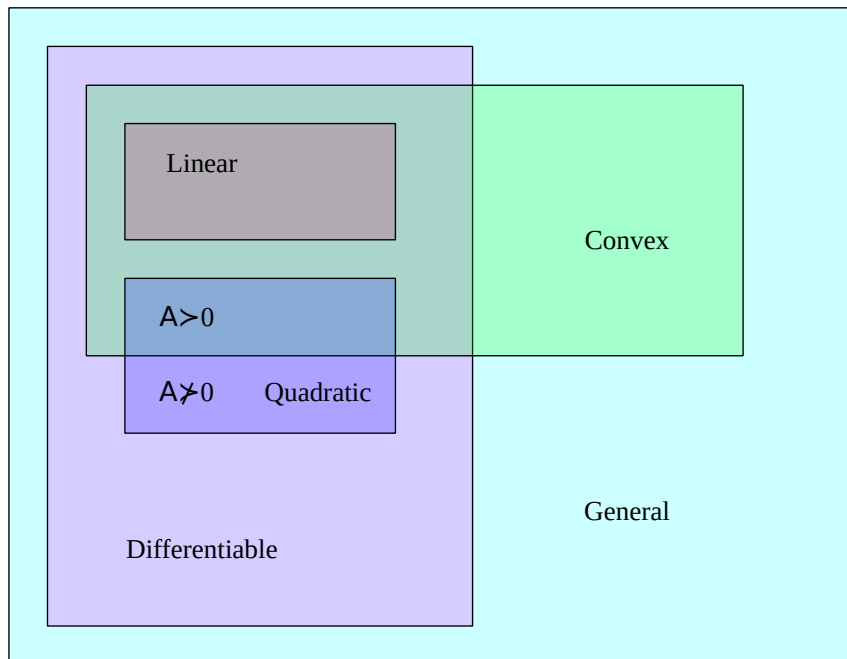 Linear
Convex
A≻0
A⊁0 Quadratic
General
Differentiable